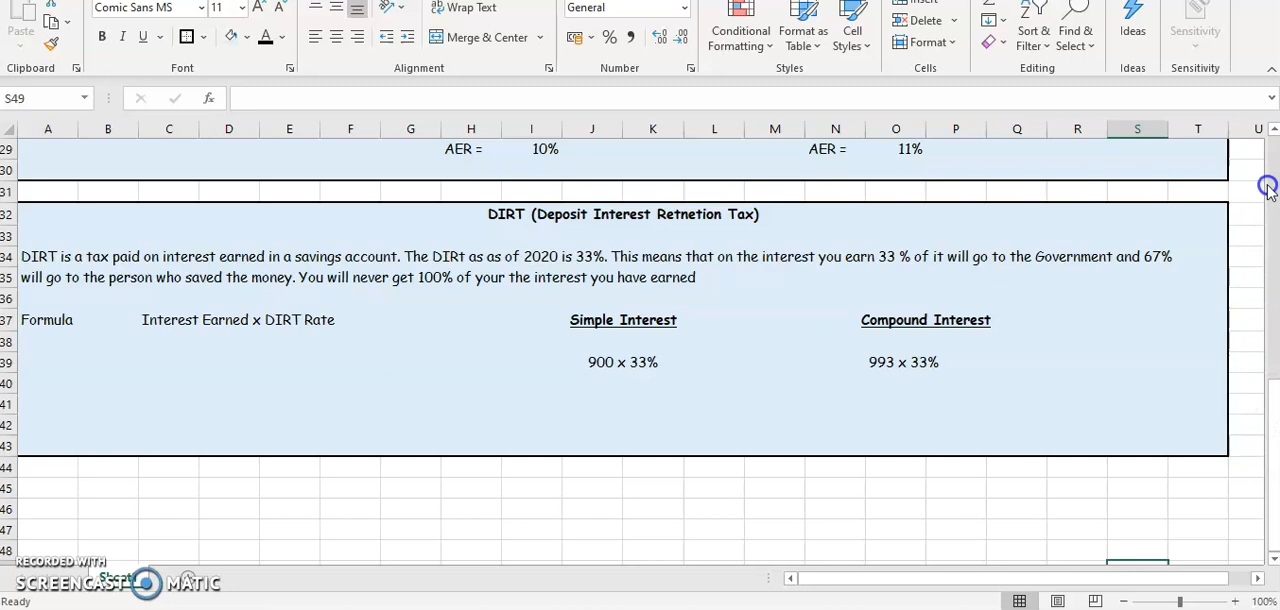 Paste
Clipboard
Comic Sans MS
11
A
A
B
I
U
A
Font
Wrap Text
Merge & Center
Alignment
General
%
Number
Conditional
Formatting
Format as
Table
Cell
Styles
Styles
Insert
Delete
Format
Cells
Sort &
Filter
Find &
Select
Editing
Ideas
Ideas
Sensitivity
Sensitivity
S49
fx
A B C D E F G H I J K L M N O P Q R S T U
29 AER = 10% AER = 11%
30
31
32 DIRT (Deposit Interest Retnetion Tax)
33
34 DIRT is a tax paid on interest earned in a savings account. The DIRt as as of 2020 is 33%. This means that on the interest you earn 33 % of it will go to the Government and 67%
35 will go to the person who saved the money. You will never get 100% of your the interest you have earned
36
37 Formula Interest Earned x DIRT Rate Simple Interest Compound Interest
38
39 900 x 33% 993 x 33%
40
41
42
43
44
45
46
47
48
RECORDED WITH
SCREENCAST MATIC
Ready
100%